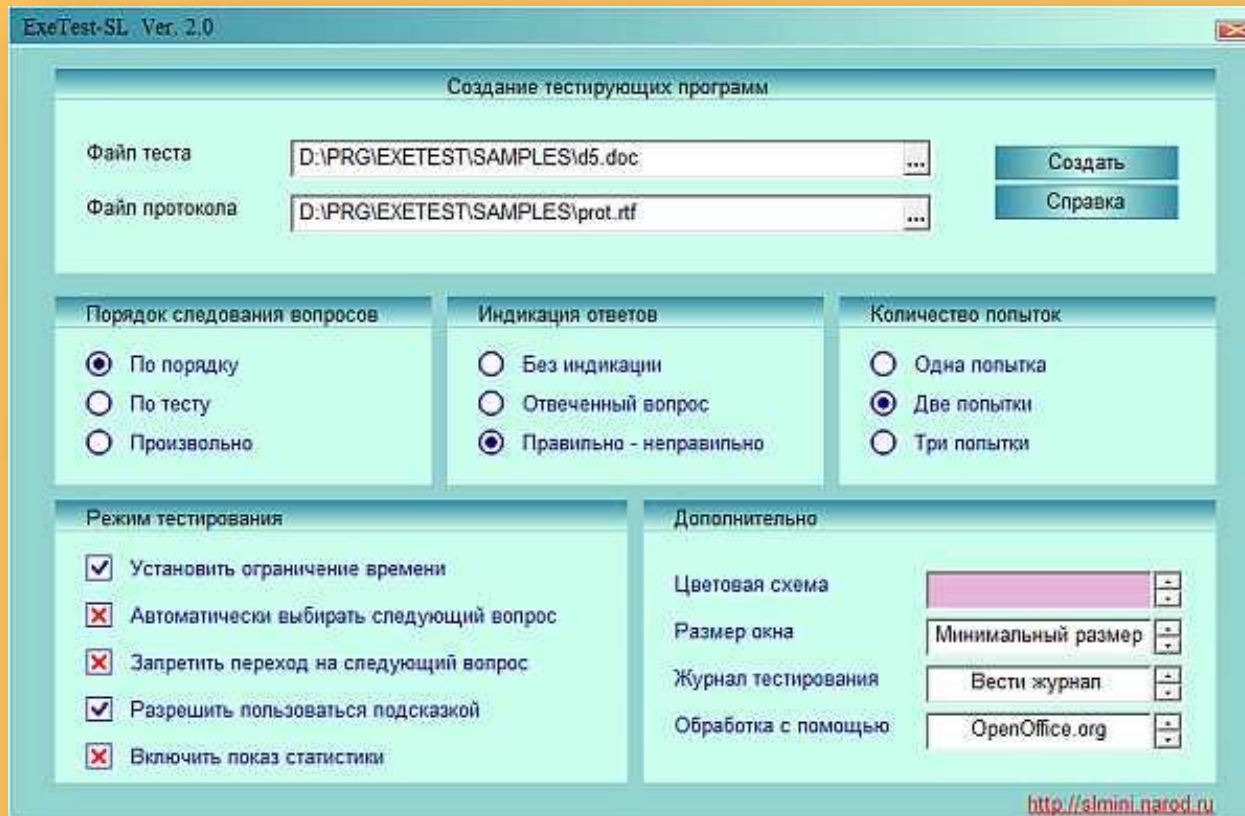 ExeTest-SL Ver. 2.0
Создание тестирующих программ
Файл теста
D:\PRG\EXETEST\SAMPLES\d5.doc
...
Создать
Файл протокола
D:\PRG\EXETEST\SAMPLES\prot.rtf
...
Справка
Порядок следования вопросов
По порядку
По тесту
Произвольно
Индикация ответов
Без индикации
Отвеченный вопрос
Правильно - неправильно
Количество попыток
Одна попытка
Две попытки
Три попытки
Режим тестирования
Установить ограничение времени
Автоматически выбирать следующий вопрос
Запретить переход на следующий вопрос
Разрешить пользоваться подсказкой
Включить показ статистики
Дополнительно
Цветовая схема
Размер окна
Минимальный размер
Журнал тестирования
Вести журнал
Обработка с помощью
OpenOffice.org
http://slmini.narod.ru